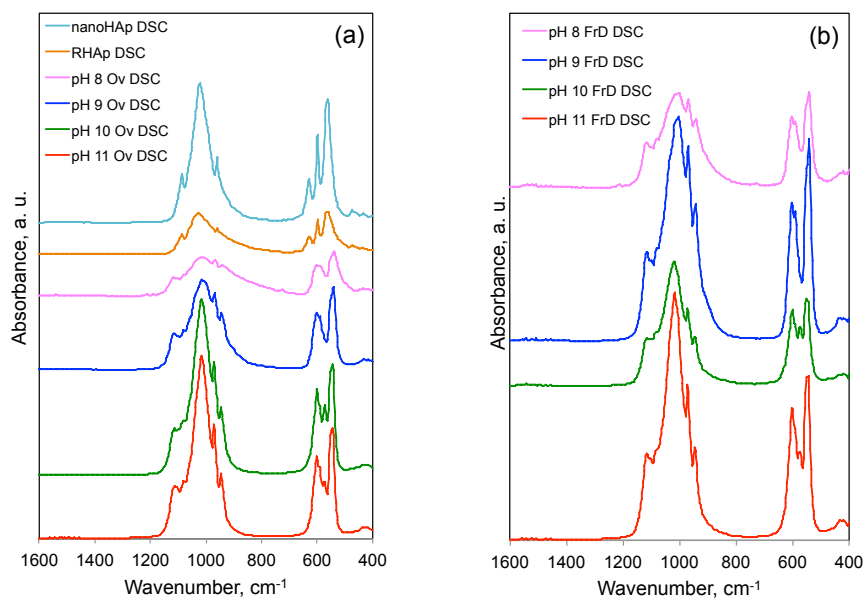 (a)
nanoHAp DSC
RHAp DSC
pH 8 Ov DSC
pH 9 Ov DSC
pH 10 Ov DSC
pH 11 Ov DSC
Absorbance, a. u.
1600 1400 1200 1000 800 600 400
Wavenumber, cm-1
(b)
pH 8 FrD DSC
pH 9 FrD DSC
pH 10 FrD DSC
pH 11 FrD DSC
Absorbance, a. u.
1600 1400 1200 1000 800 600 400
Wavenumber, cm-1